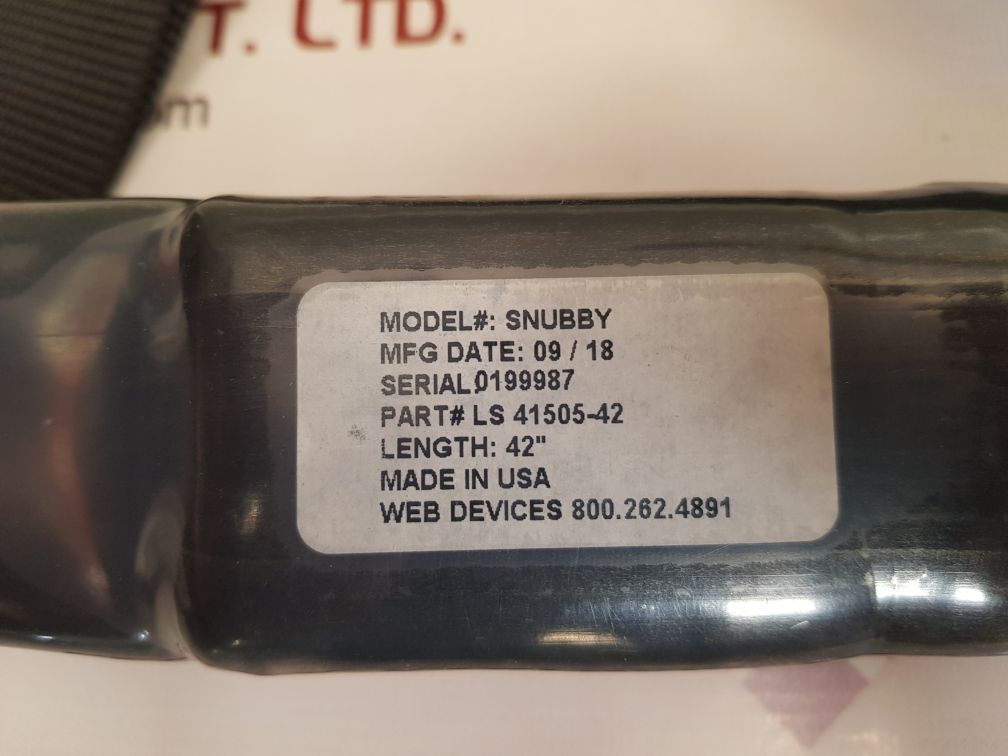 T. LTD.
om
MODEL#: SNUBBY
MFG DATE: 09 / 18
SERIAL 0199987
PART# LS 41505-42
LENGTH: 42"
MADE IN USA
WEB DEVICES 800.262.4891